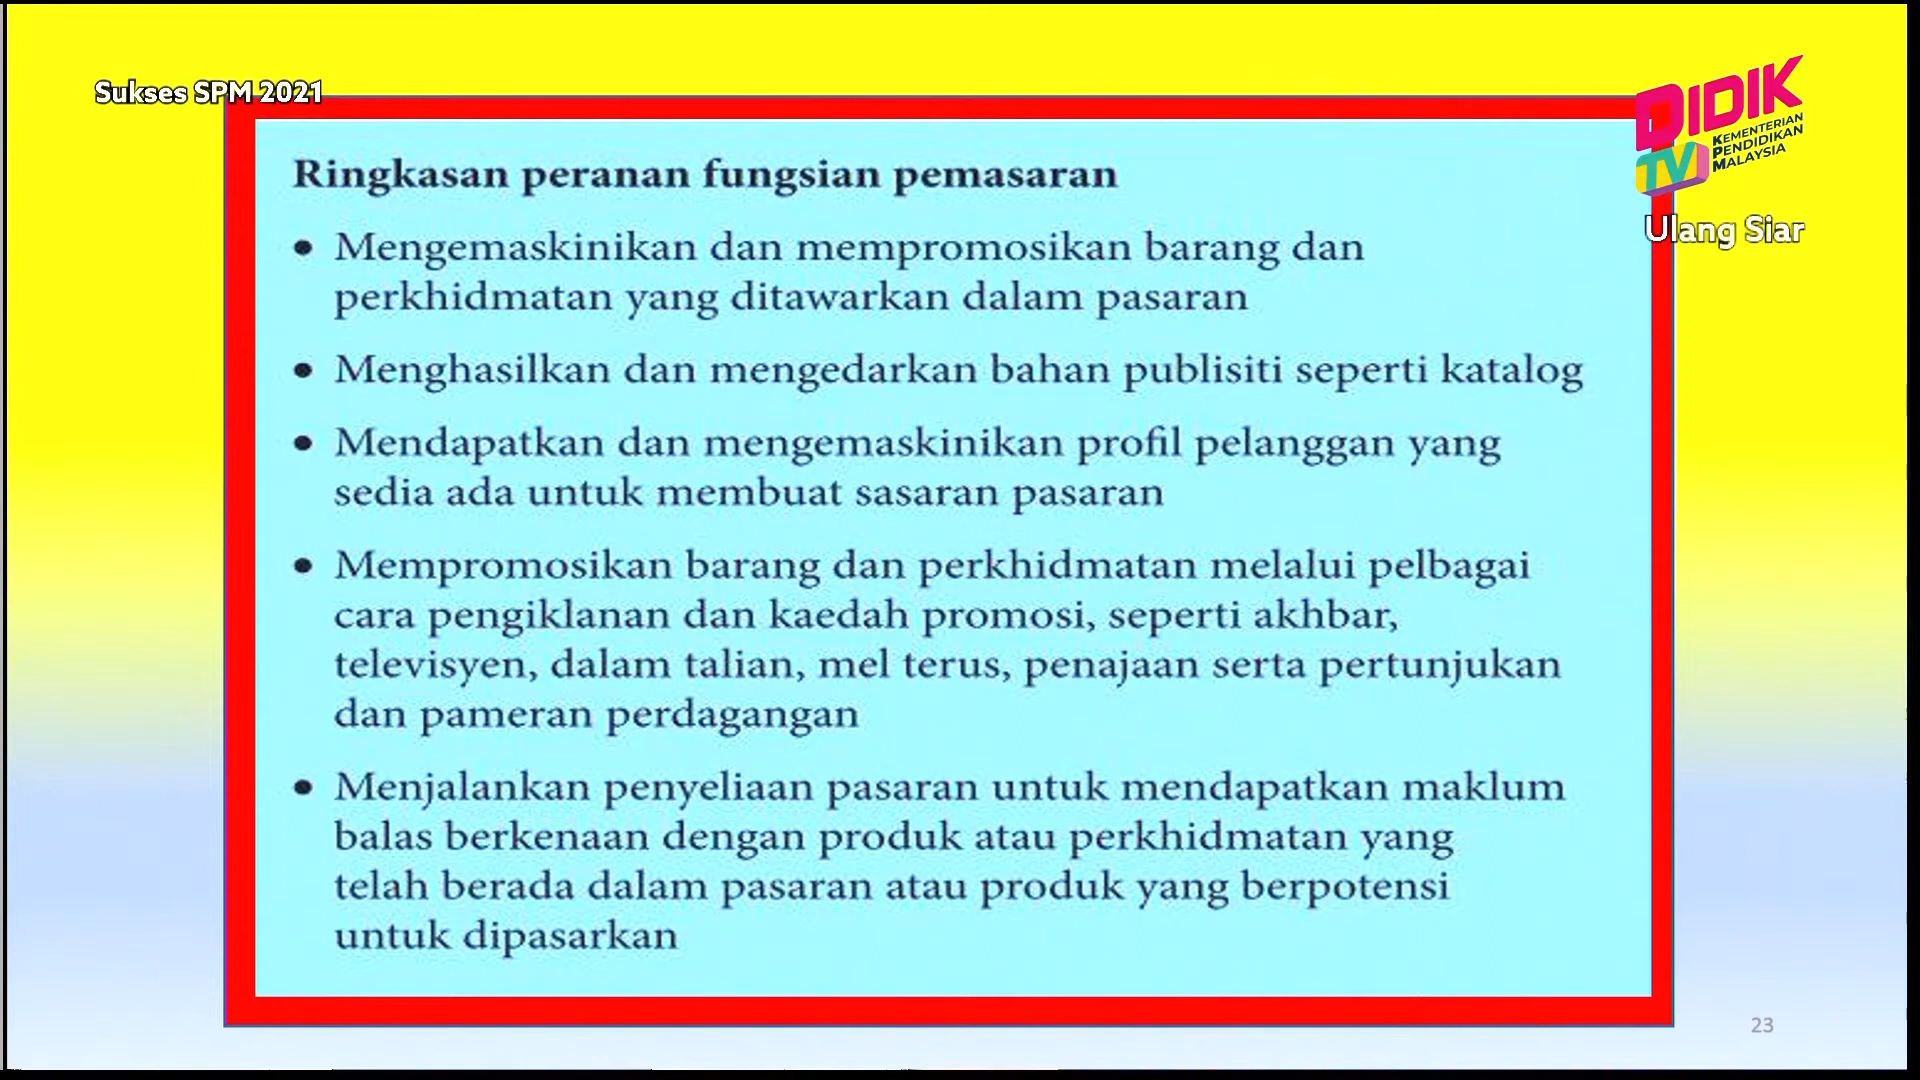 Sukses SPM 2021
DIDIK
TV
KEMENTERIAN
PENDIDIKAN
MALAYSIA
Ulang Siar
Ringkasan peranan fungsian pemasaran
• Mengemaskinikan dan mempromosikan barang dan
perkhidmatan yang ditawarkan dalam pasaran
• Menghasilkan dan mengedarkan bahan publisiti seperti katalog
• Mendapatkan dan mengemaskinikan profil pelanggan yang
sedia ada untuk membuat sasaran pasaran
• Mempromosikan barang dan perkhidmatan melalui pelbagai
cara pengiklanan dan kaedah promosi, seperti akhbar,
televisyen, dalam talian, mel terus, penajaan serta pertunjukan
dan pameran perdagangan
• Menjalankan penyeliaan pasaran untuk mendapatkan maklum
balas berkenaan dengan produk atau perkhidmatan yang
telah berada dalam pasaran atau produk yang berpotensi
untuk dipasarkan
23